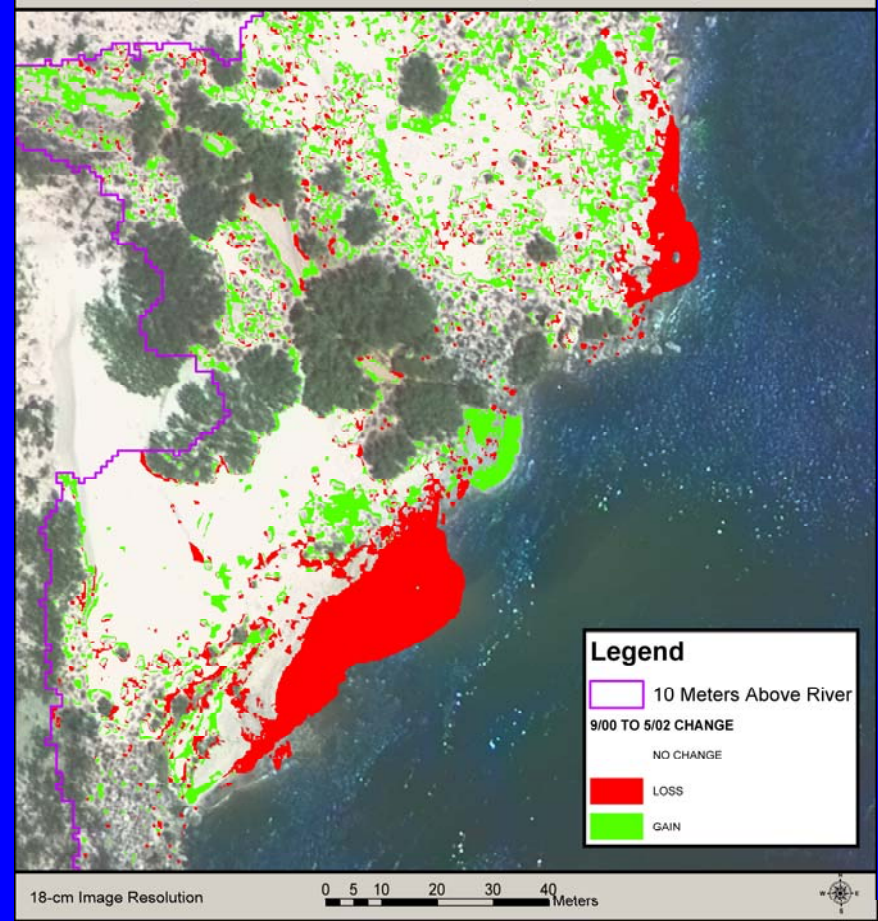 Legend
10 Meters Above River
9/00 TO 5/02 CHANGE
NO CHANGE
LOSS
GAIN
18-cm Image Resolution
0 5 10 20 30 40 Meters
N
W E
S